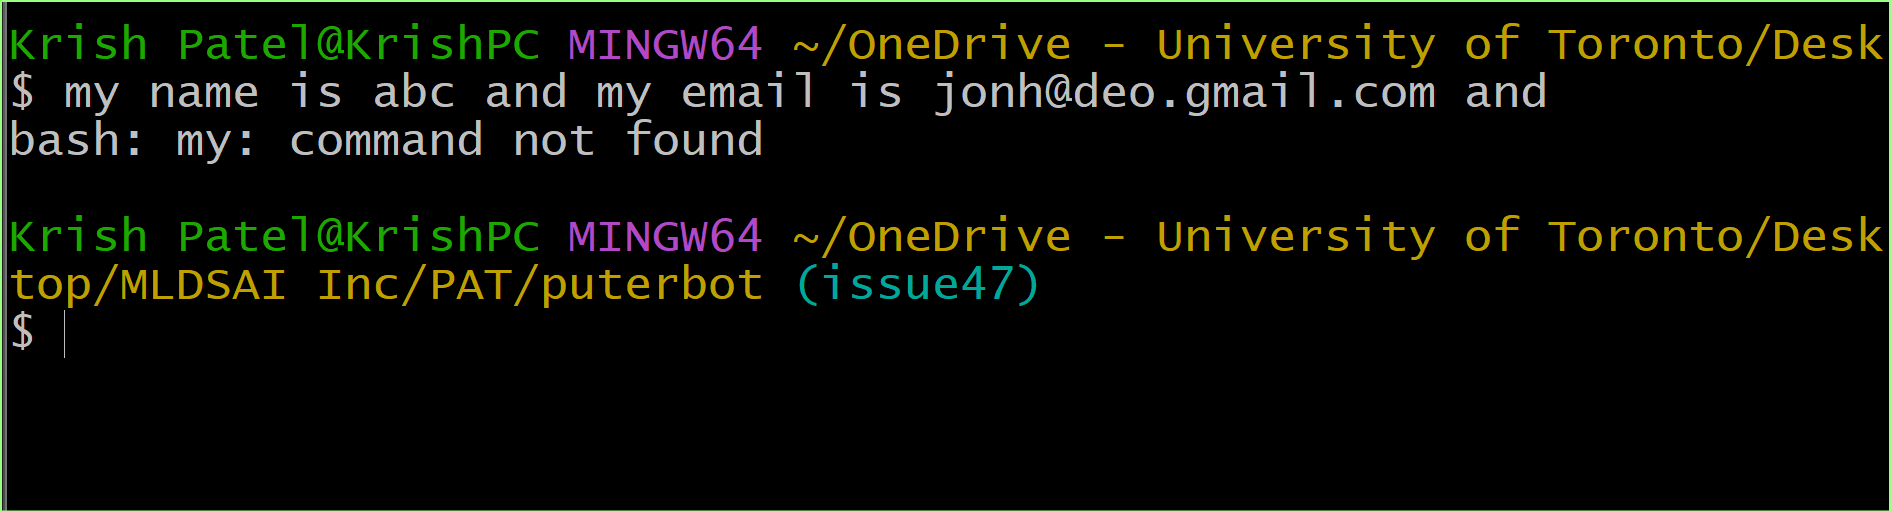 Krish Patel@KrishPC MINGW64 ~/OneDrive - University of Toronto/Desk
$ my name is abc and my email is jonh@deo.gmail.com and
bash: my: command not found
Krish Patel@KrishPC MINGW64 ~/OneDrive - University of Toronto/Desk
top/MLDSAI Inc/PAT/puterbot (issue47)
$